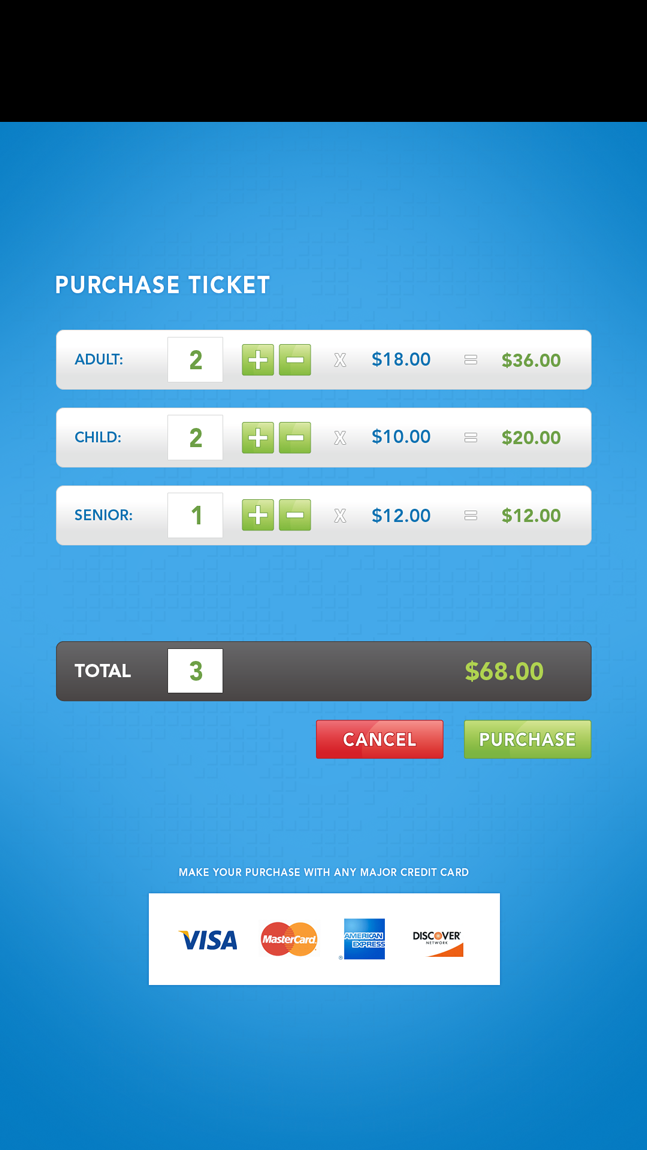 PURCHASE TICKET
ADULT: 2 + − X $18.00 = $36.00
CHILD: 2 + − X $10.00 = $20.00
SENIOR: 1 + − X $12.00 = $12.00
TOTAL 3 $68.00
CANCEL PURCHASE
MAKE YOUR PURCHASE WITH ANY MAJOR CREDIT CARD
VISA MasterCard AMERICAN EXPRESS ® DISCOVER NETWORK